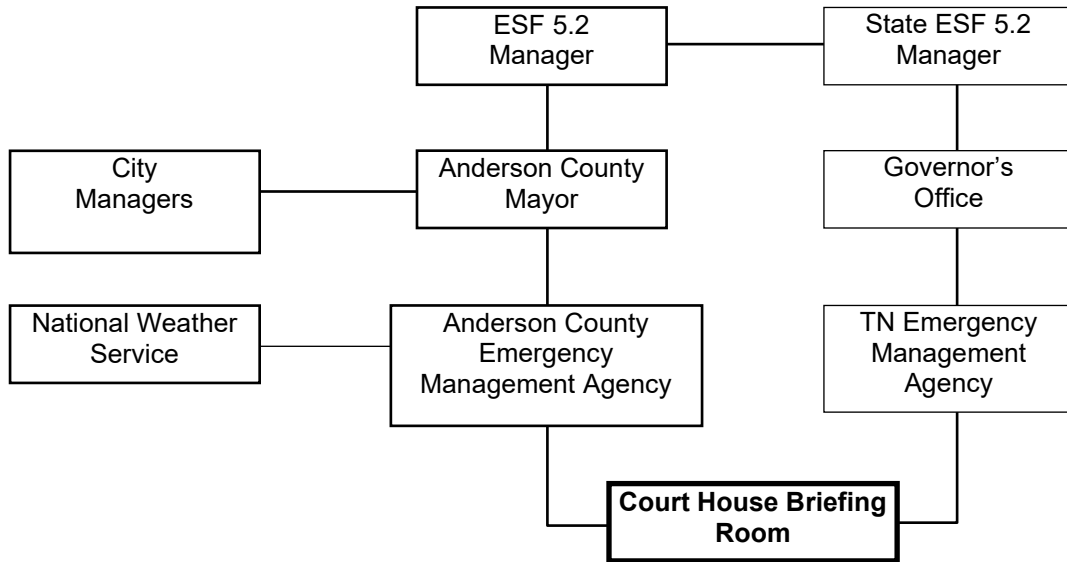 ESF 5.2
Manager
State ESF 5.2
Manager
City
Managers
Anderson County
Mayor
Governor’s
Office
National Weather
Service
Anderson County
Emergency
Management Agency
TN Emergency
Management
Agency
Court House Briefing
Room